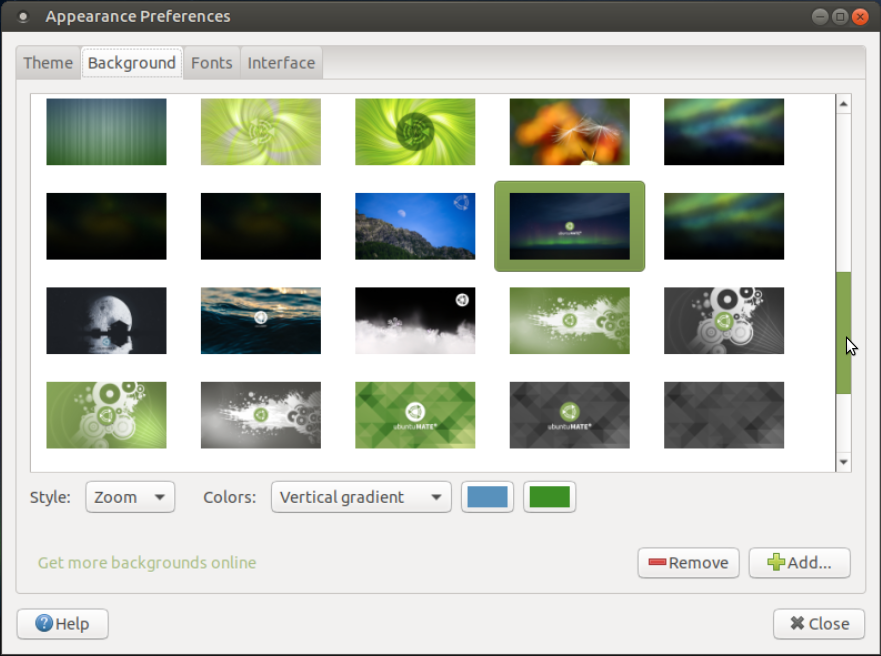 Appearance Preferences
Theme Background Fonts Interface
ubuntuMATE
ubuntuMATE
ubuntuMATE
Style: Zoom Colors: Vertical gradient
Get more backgrounds online
Remove Add...
Help Close